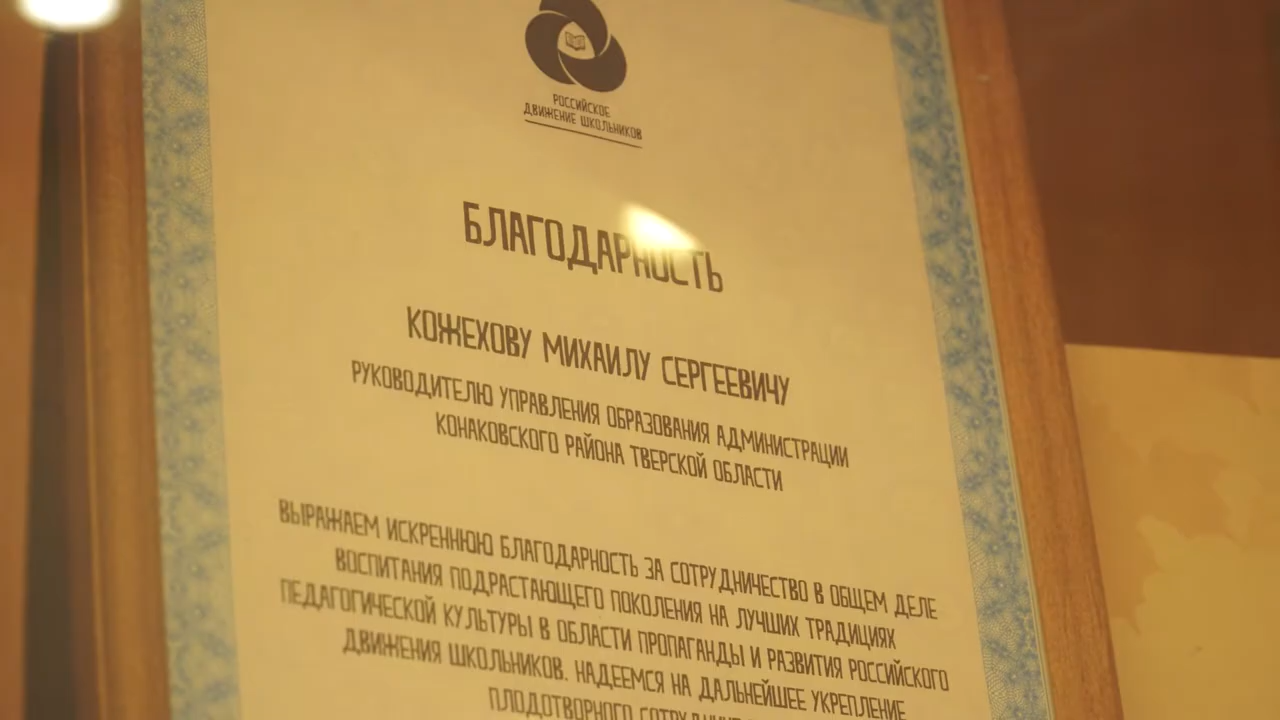 РОССИЙСКОЕ
ДВИЖЕНИЕ ШКОЛЬНИКОВ
БЛАГОДАРНОСТЬ
КОЖЕХОВУ МИХАИЛУ СЕРГЕЕВИЧУ
РУКОВОДИТЕЛЮ УПРАВЛЕНИЯ ОБРАЗОВАНИЯ АДМИНИСТРАЦИИ
КОНАКОВСКОГО РАЙОНА ТВЕРСКОЙ ОБЛАСТИ
ВЫРАЖАЕМ ИСКРЕННЮЮ БЛАГОДАРНОСТЬ ЗА СОТРУДНИЧЕСТВО В ОБЩЕМ ДЕЛЕ
ВОСПИТАНИЯ ПОДРАСТАЮЩЕГО ПОКОЛЕНИЯ НА ЛУЧШИХ ТРАДИЦИЯХ
ПЕДАГОГИЧЕСКОЙ КУЛЬТУРЫ В ОБЛАСТИ ПРОПАГАНДЫ И РАЗВИТИЯ РОССИЙСКОГО
ДВИЖЕНИЯ ШКОЛЬНИКОВ. НАДЕЕМСЯ НА ДАЛЬНЕЙШЕЕ УКРЕПЛЕНИЕ
ПЛОДОТВОРНОГО